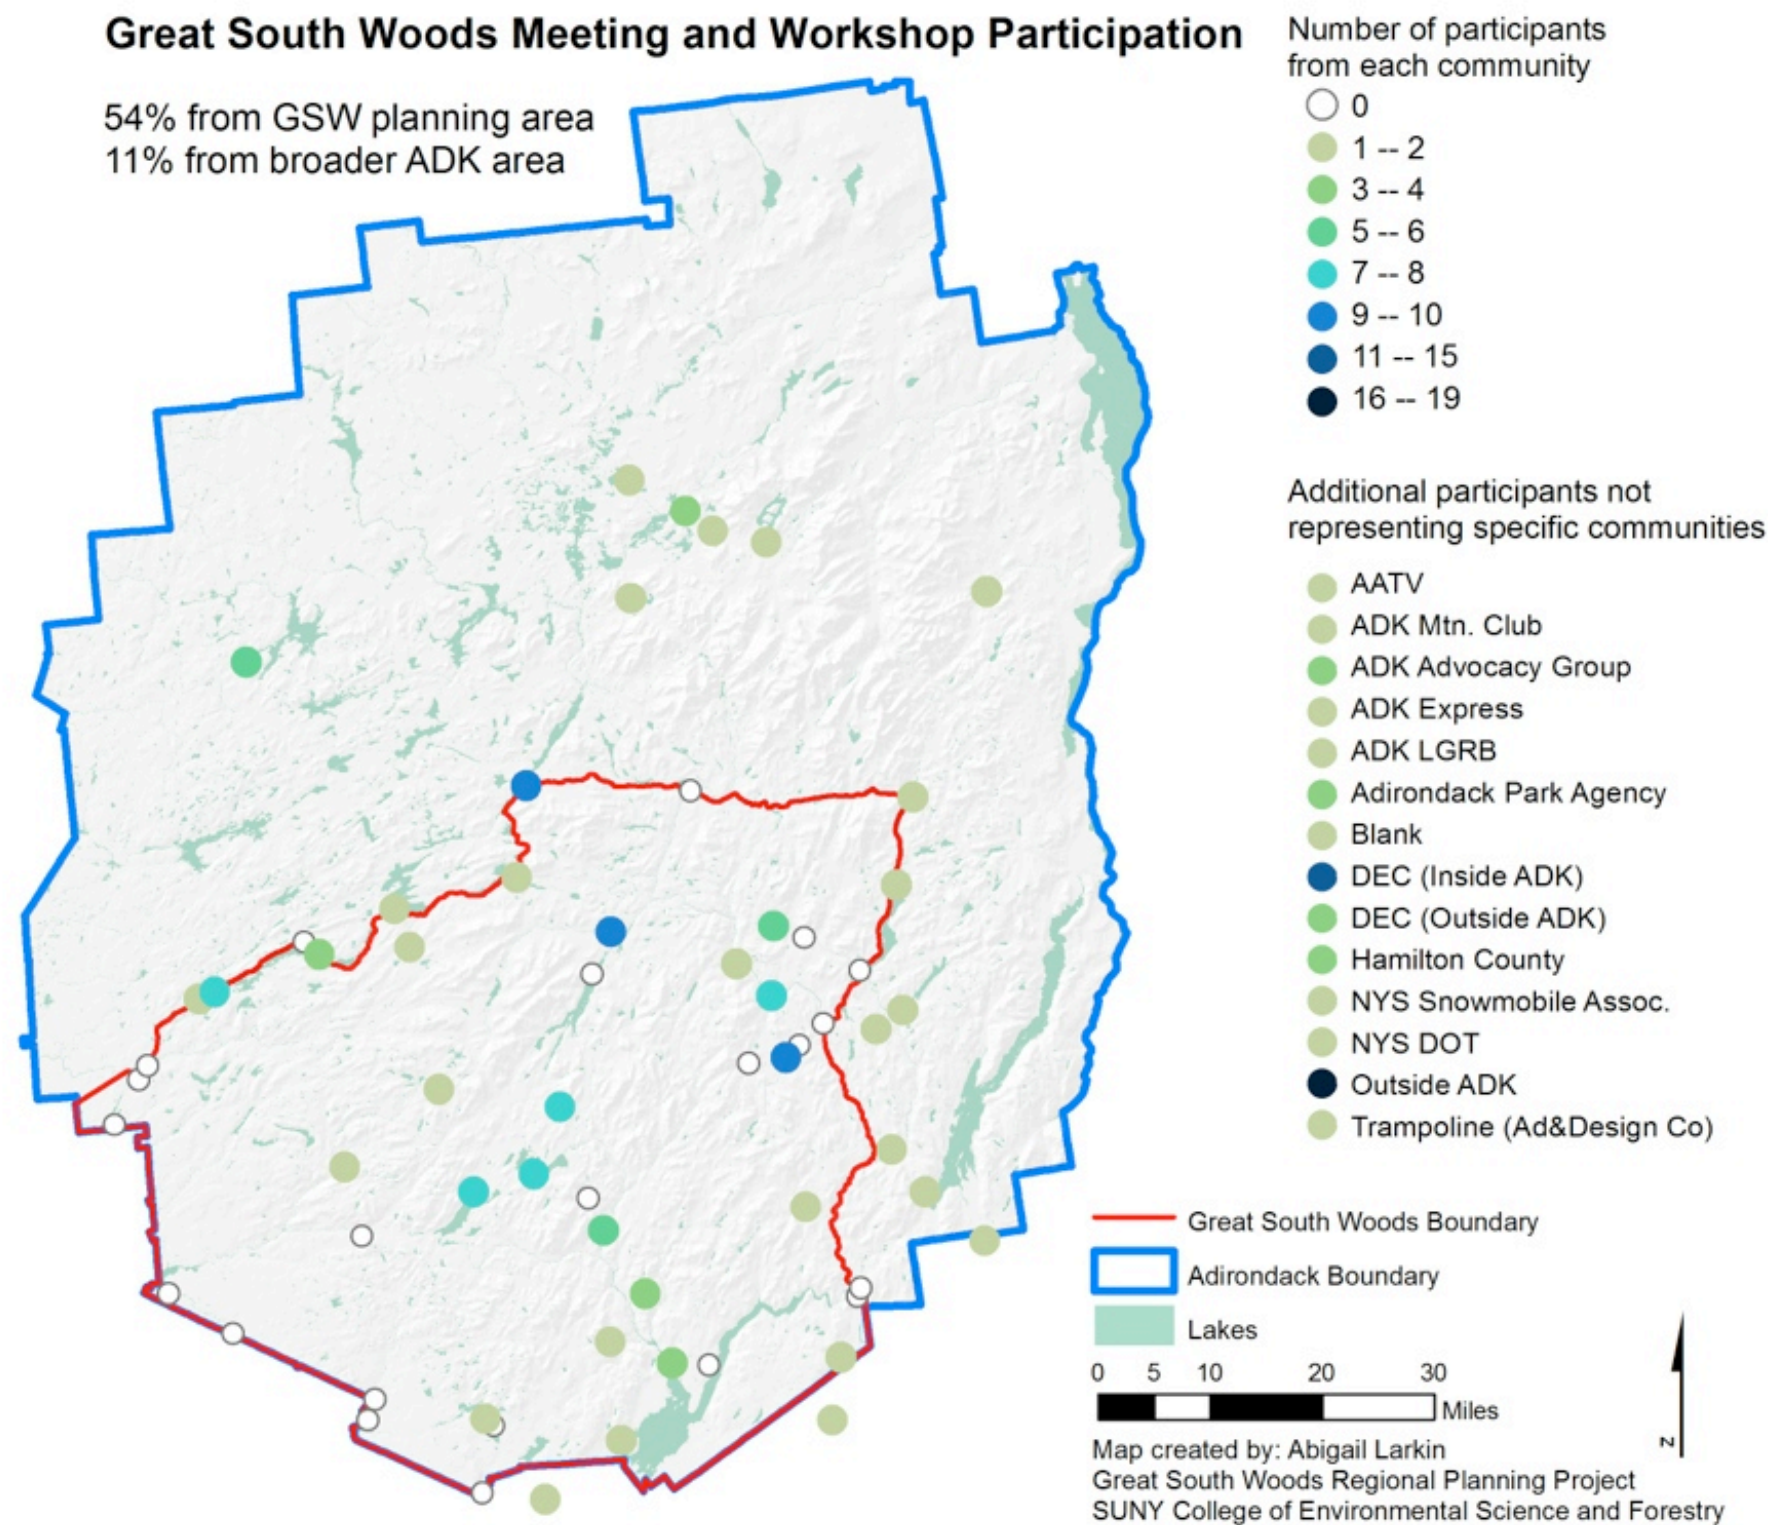 Great South Woods Meeting and Workshop Participation
54% from GSW planning area
11% from broader ADK area
Number of participants
from each community
0
1 -- 2
3 -- 4
5 -- 6
7 -- 8
9 -- 10
11 -- 15
16 -- 19
Additional participants not
representing specific communities
AATV
ADK Mtn. Club
ADK Advocacy Group
ADK Express
ADK LGRB
Adirondack Park Agency
Blank
DEC (Inside ADK)
DEC (Outside ADK)
Hamilton County
NYS Snowmobile Assoc.
NYS DOT
Outside ADK
Trampoline (Ad&Design Co)
Great South Woods Boundary
Adirondack Boundary
Lakes
0 5 10 20 30
Miles
N
Map created by: Abigail Larkin
Great South Woods Regional Planning Project
SUNY College of Environmental Science and Forestry